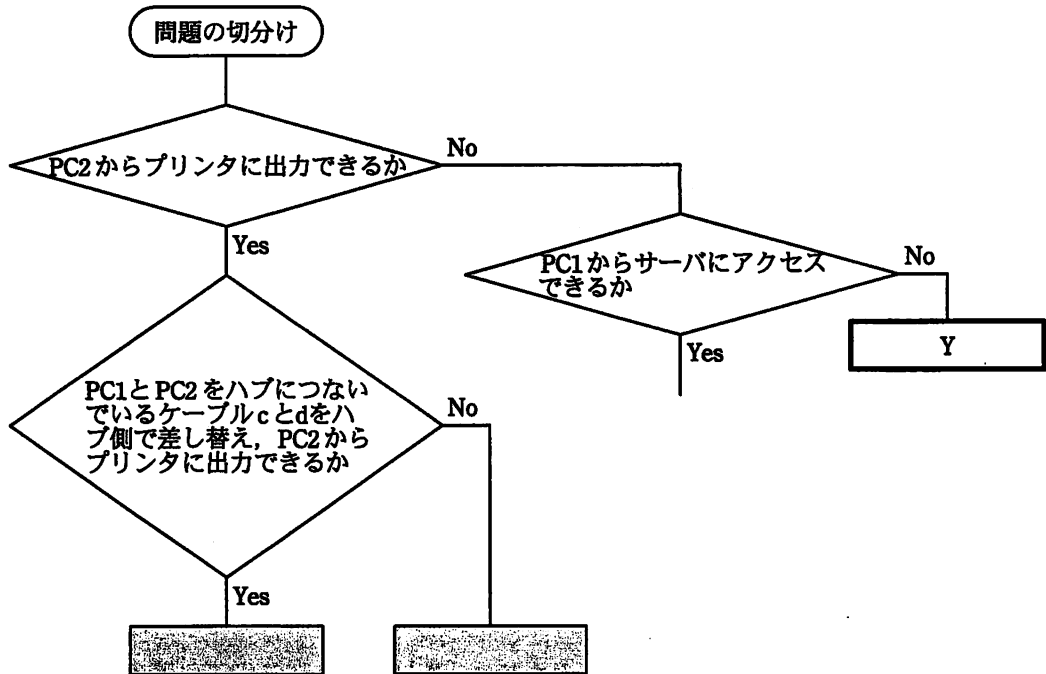 問題の切分け
PC2からプリンタに出力できるか
No
Yes
PC1からサーバにアクセス
できるか
No
Y
Yes
PC1とPC2をハブにつない
でいるケーブルcとdをハ
ブ側で差し替え，PC2から
プリンタに出力できるか
No
Yes